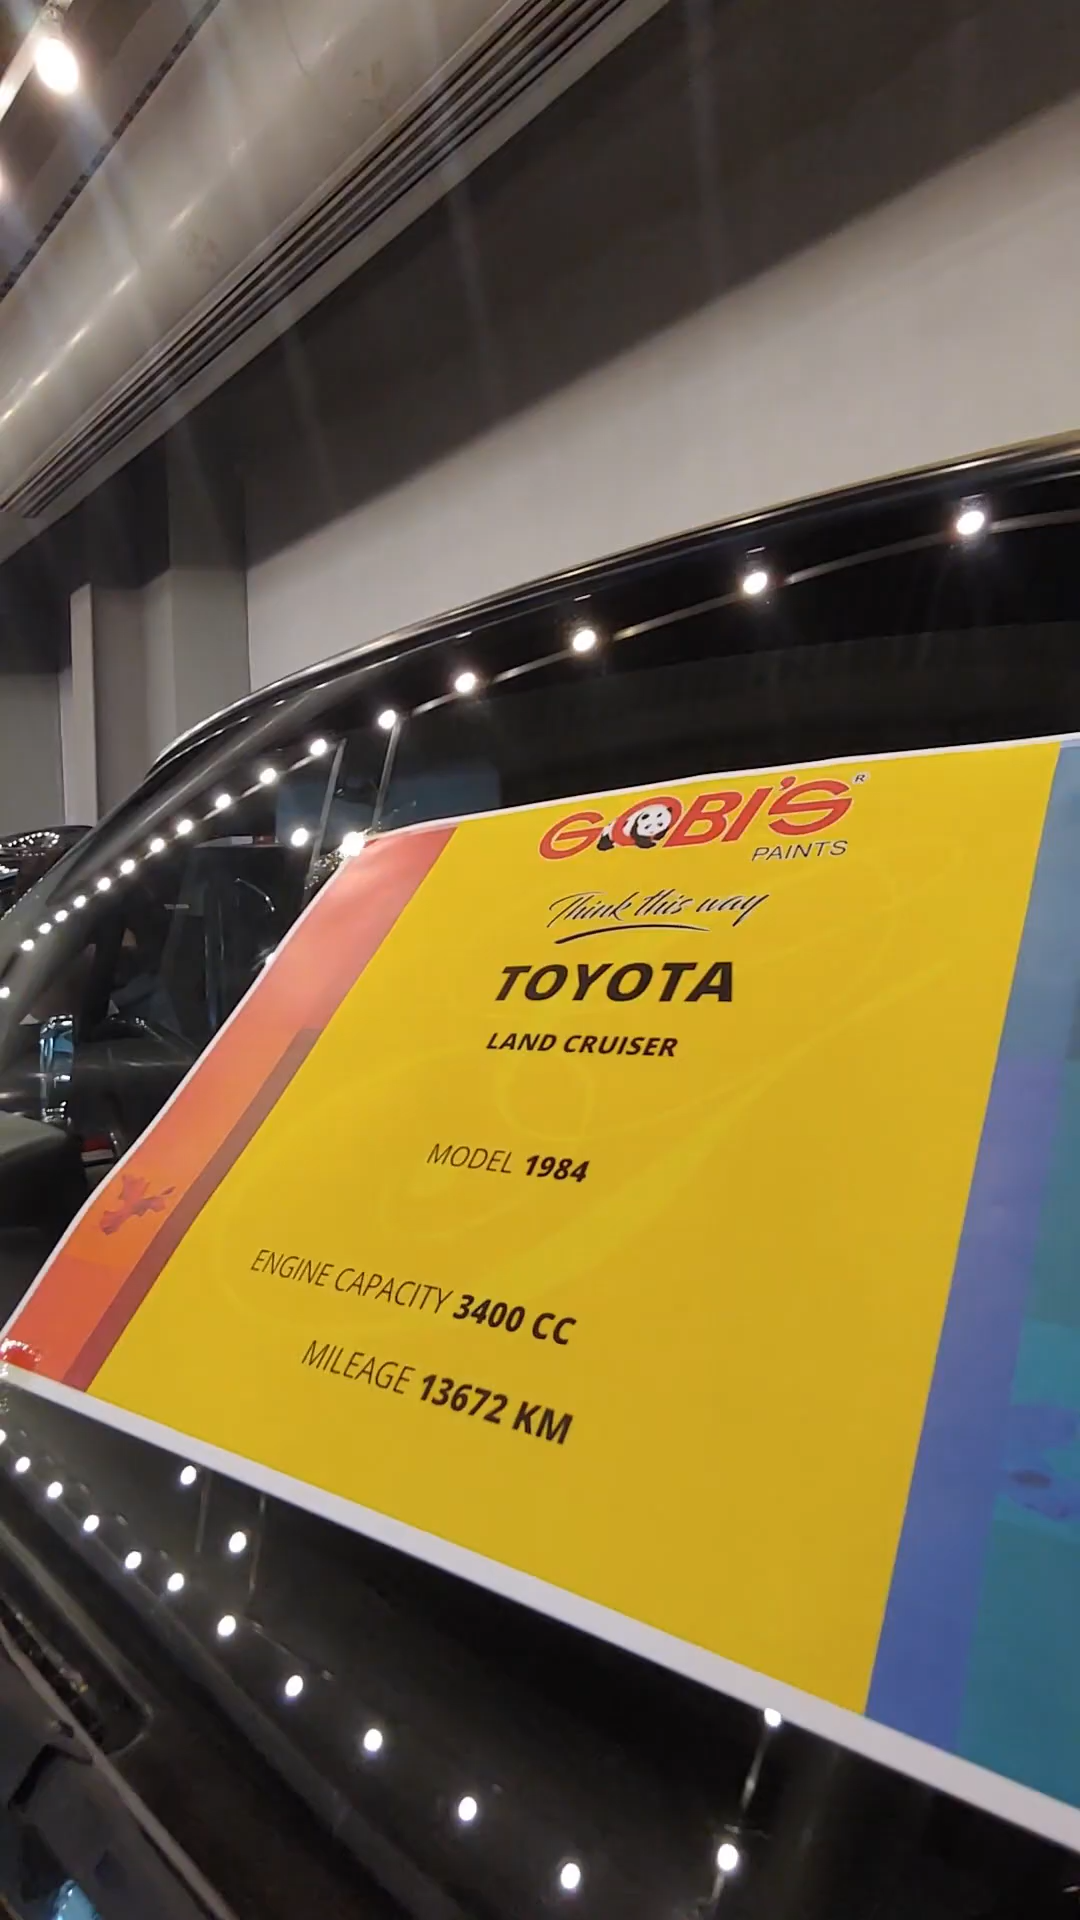 GOBI'S®
PAINTS
Think this way
TOYOTA
LAND CRUISER
MODEL 1984
ENGINE CAPACITY 3400 CC
MILEAGE 13672 KM